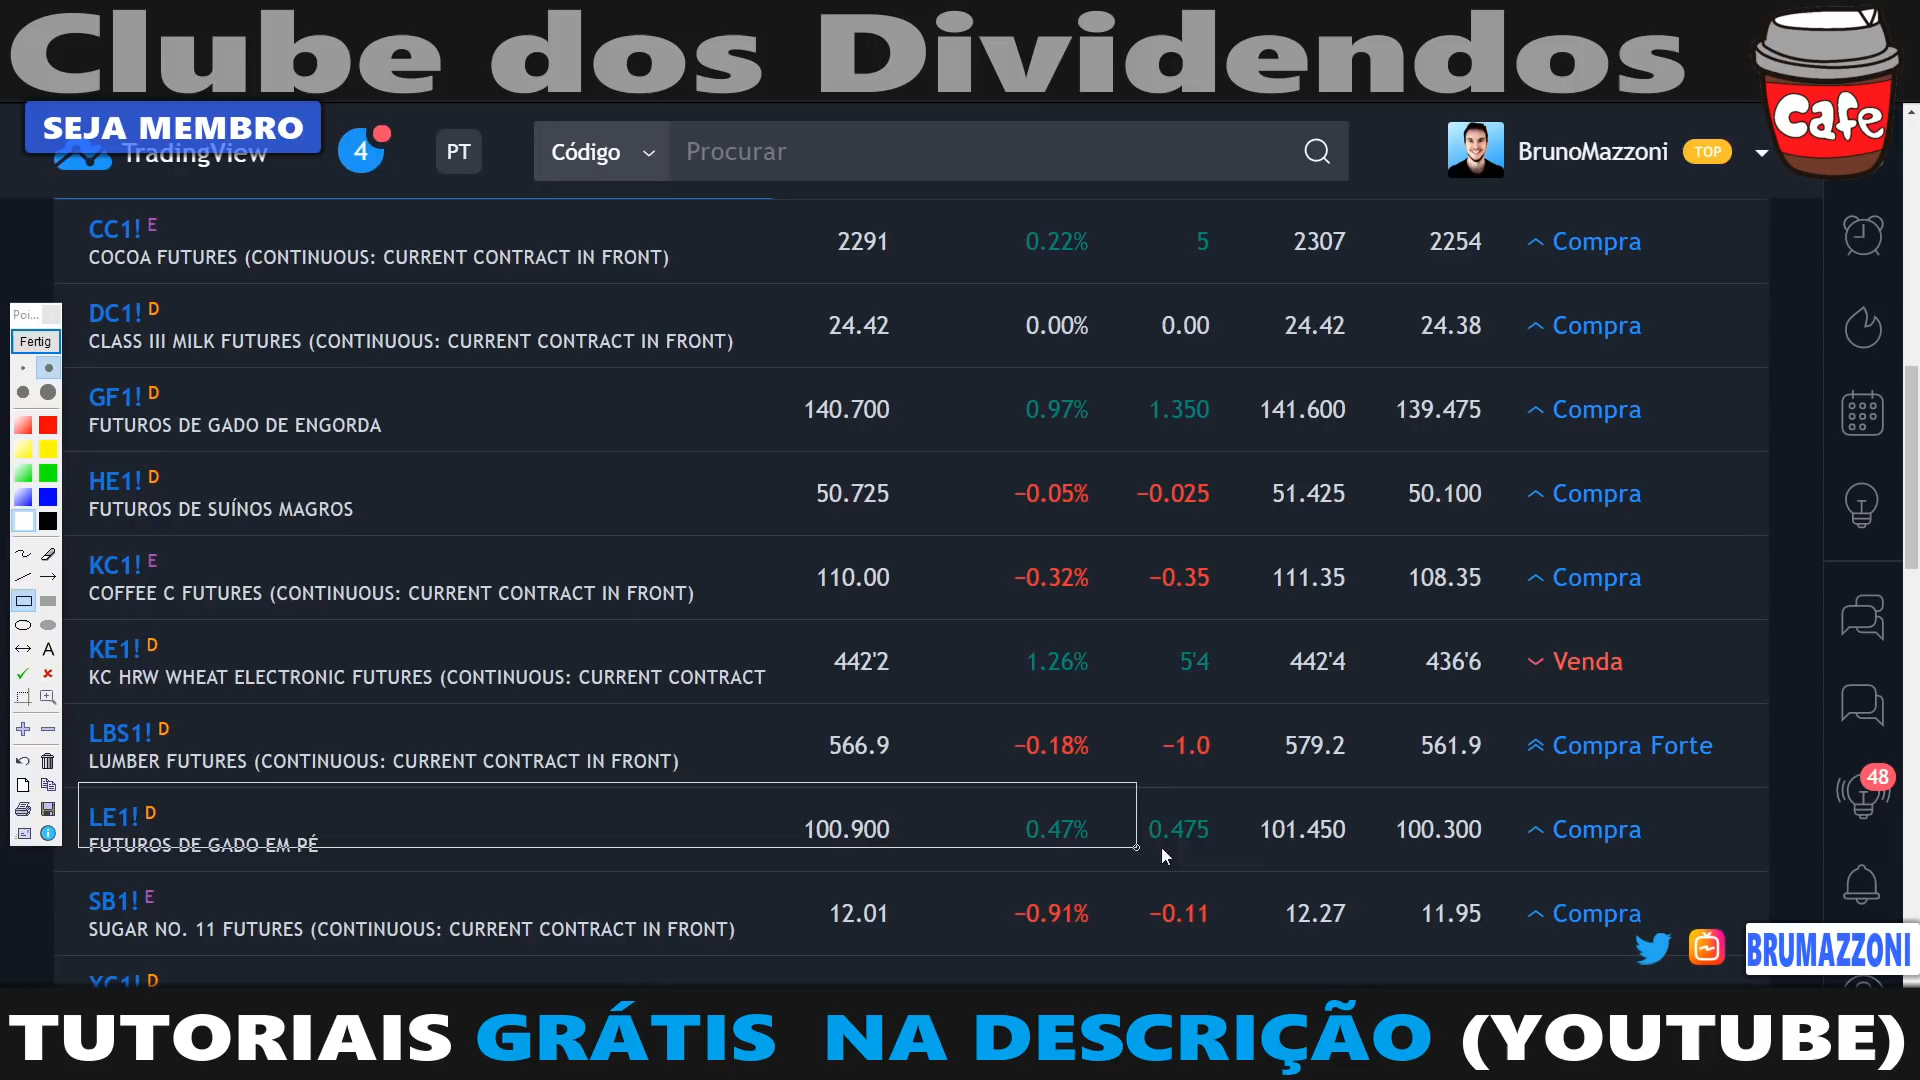 Clube dos Dividendos
Cafe
SEJA MEMBRO
TradingView
4
PT
Código
Procurar
BrunoMazzoni TOP
CC1! E
COCOA FUTURES (CONTINUOUS: CURRENT CONTRACT IN FRONT)
2291 0.22% 5 2307 2254 Compra
DC1! D
CLASS III MILK FUTURES (CONTINUOUS: CURRENT CONTRACT IN FRONT)
24.42 0.00% 0.00 24.42 24.38 Compra
Poi...
Fertig
GF1! D
FUTUROS DE GADO DE ENGORDA
140.700 0.97% 1.350 141.600 139.475 Compra
HE1! D
FUTUROS DE SUÍNOS MAGROS
50.725 −0.05% −0.025 51.425 50.100 Compra
KC1! E
COFFEE C FUTURES (CONTINUOUS: CURRENT CONTRACT IN FRONT)
110.00 −0.32% −0.35 111.35 108.35 Compra
KE1! D
KC HRW WHEAT ELECTRONIC FUTURES (CONTINUOUS: CURRENT CONTRACT
442'2 1.26% 5'4 442'4 436'6 Venda
A
LBS1! D
LUMBER FUTURES (CONTINUOUS: CURRENT CONTRACT IN FRONT)
566.9 −0.18% −1.0 579.2 561.9 Compra Forte
48
LE1! D
FUTUROS DE GADO EM PÉ
100.900 0.47% 0.475 101.450 100.300 Compra
SB1! E
SUGAR NO. 11 FUTURES (CONTINUOUS: CURRENT CONTRACT IN FRONT)
12.01 −0.91% −0.11 12.27 11.95 Compra
BRUMAZZONI
TUTORIAIS GRÁTIS NA DESCRIÇÃO (YOUTUBE)